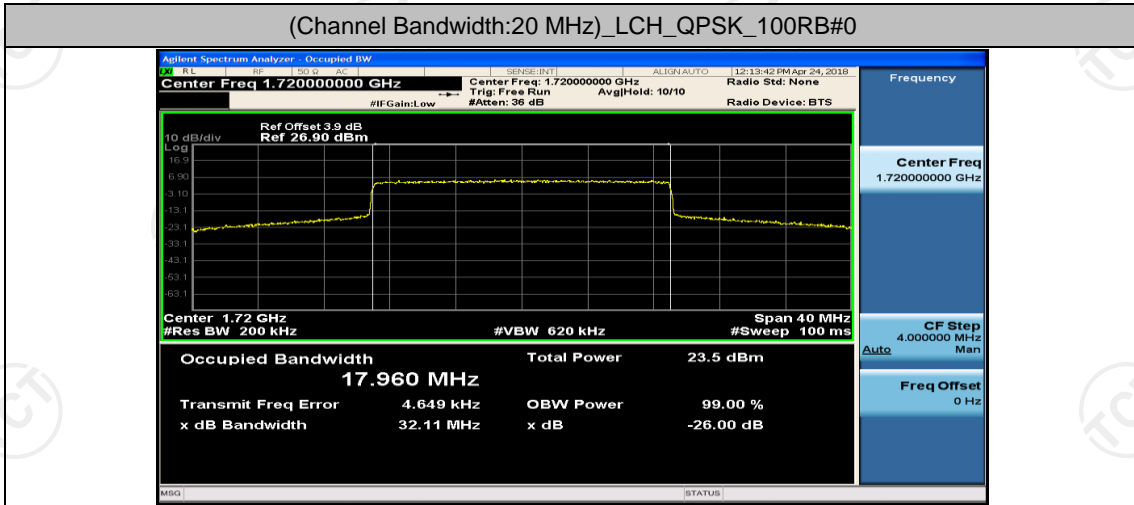 (Channel Bandwidth:20 MHz)_LCH_QPSK_100RB#0
Agilent Spectrum Analyzer - Occupied BW
LXI RL RF 50 Ω AC SENSE:INT ALIGN AUTO 12:13:42 PM Apr 24, 2018
Center Freq 1.720000000 GHz
Center Freq: 1.720000000 GHz
Radio Std: None
Trig: Free Run Avg|Hold: 10/10
#IFGain:Low
#Atten: 36 dB
Radio Device: BTS
Frequency
Ref Offset 3.9 dB
10 dB/div Ref 26.90 dBm
Log
16.9
6.90
-3.10
-13.1
-23.1
-33.1
-43.1
-53.1
-63.1
Center Freq
1.720000000 GHz
Center 1.72 GHz Span 40 MHz
#Res BW 200 kHz #VBW 620 kHz #Sweep 100 ms
CF Step
4.000000 MHz
Auto Man
Freq Offset
0 Hz
Occupied Bandwidth Total Power 23.5 dBm
17.960 MHz
Transmit Freq Error 4.649 kHz OBW Power 99.00 %
x dB Bandwidth 32.11 MHz x dB -26.00 dB
MSG STATUS
TCT
TCT